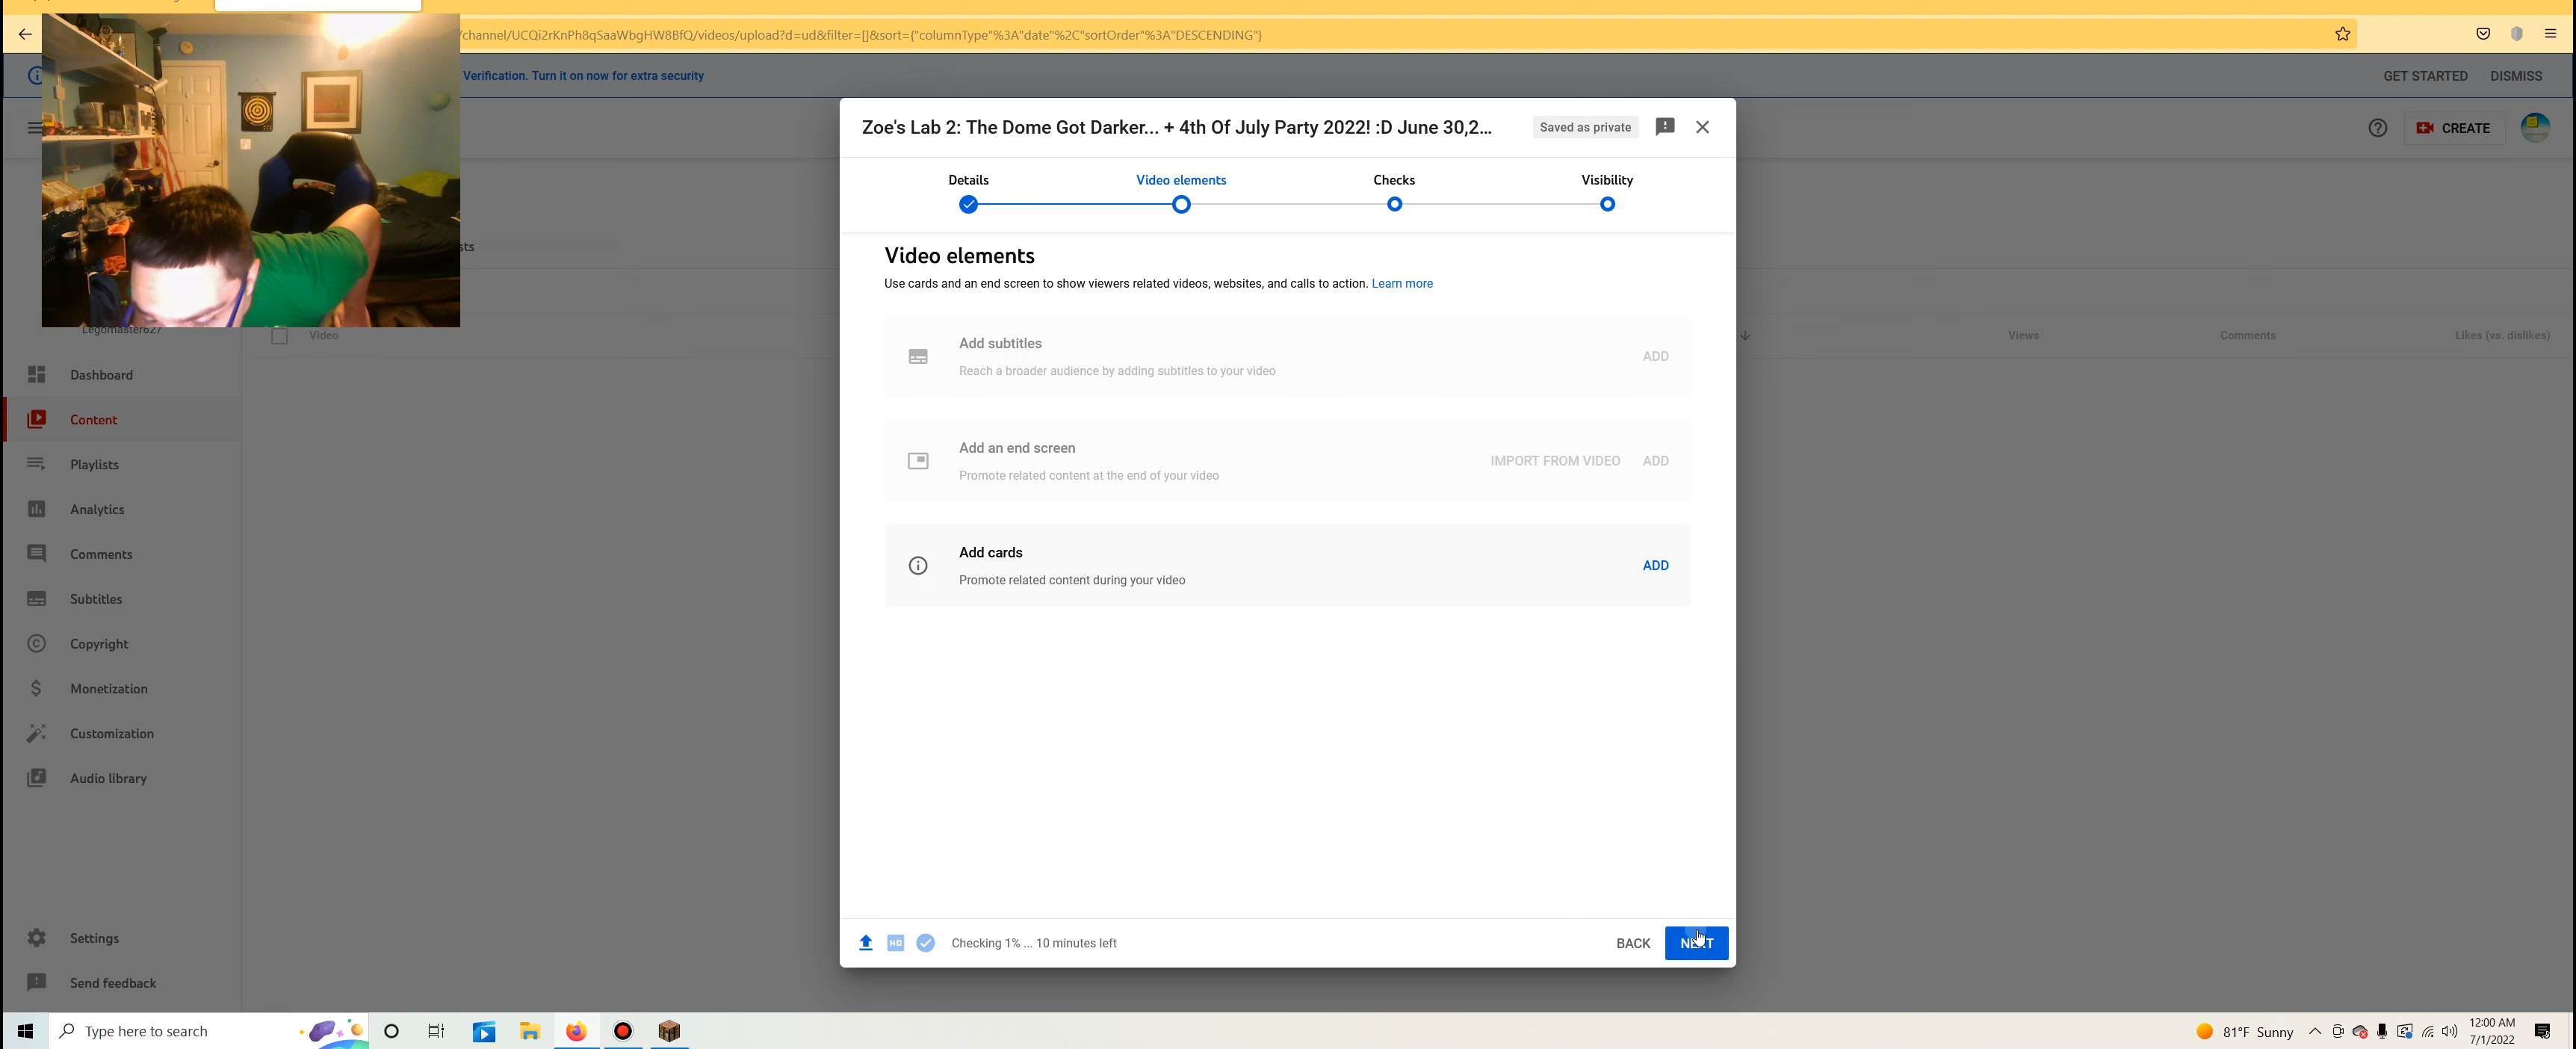 /channel/UCQi2rKnPh8qSaaWbgHW8BfQ/videos/upload?d=ud&filter=[]&sort={"columnType"%3A"date"%2C"sortOrder"%3A"DESCENDING"}
Verification. Turn it on now for extra security
GET STARTED DISMISS
CREATE
Zoe's Lab 2: The Dome Got Darker... + 4th Of July Party 2022! :D June 30,2...
Saved as private
Details
Video elements
Checks
Visibility
Video elements
Use cards and an end screen to show viewers related videos, websites, and calls to action. Learn more
Add subtitles
Reach a broader audience by adding subtitles to your video
ADD
Add an end screen
Promote related content at the end of your video
IMPORT FROM VIDEO ADD
Add cards
Promote related content during your video
ADD
Checking 1% ... 10 minutes left
BACK NEXT
sts
Legomaster627
Video
Views
Comments
Likes (vs. dislikes)
Dashboard
Content
Playlists
Analytics
Comments
Subtitles
Copyright
Monetization
Customization
Audio library
Settings
Send feedback
Type here to search
81°F Sunny
12:00 AM
7/1/2022